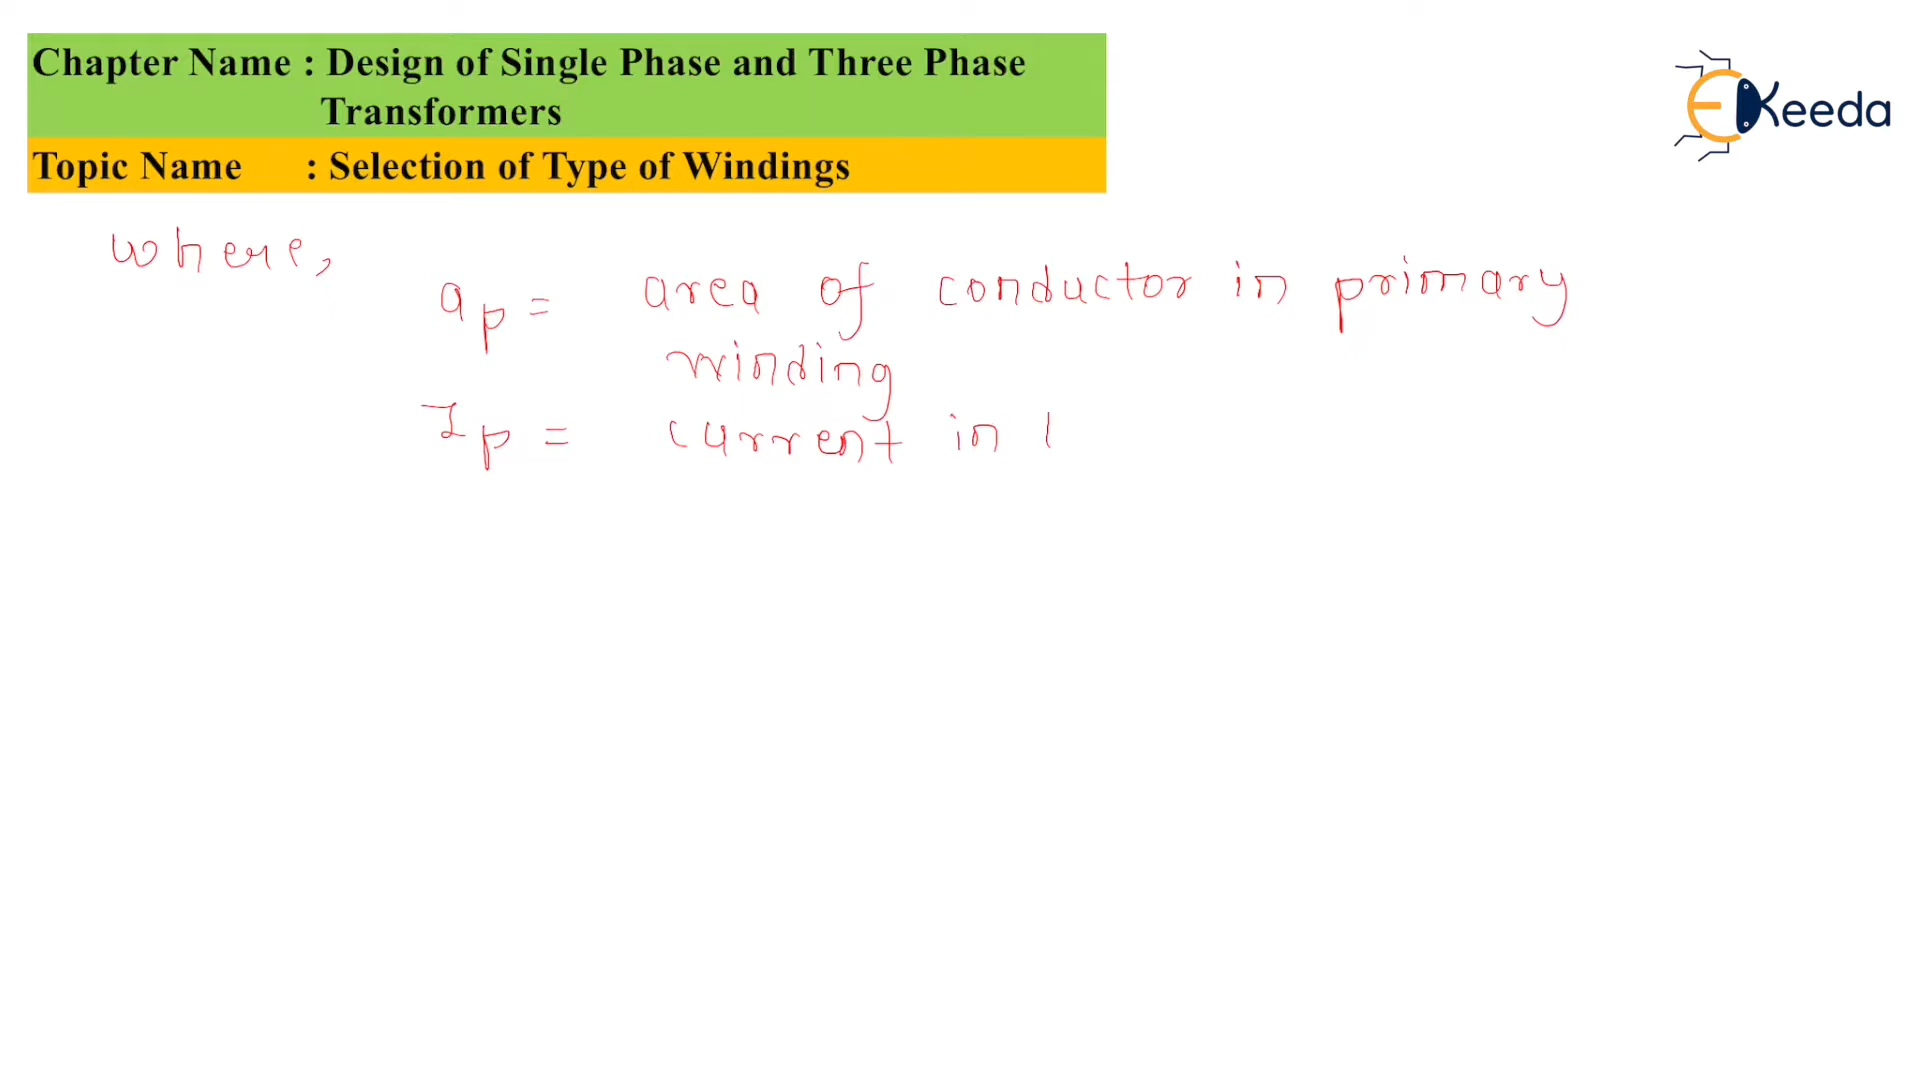 Chapter Name : Design of Single Phase and Three Phase
Transformers
EKeeda
Topic Name : Selection of Type of Windings
where,
ap = area of conductor in primary
winding
Ip = current in